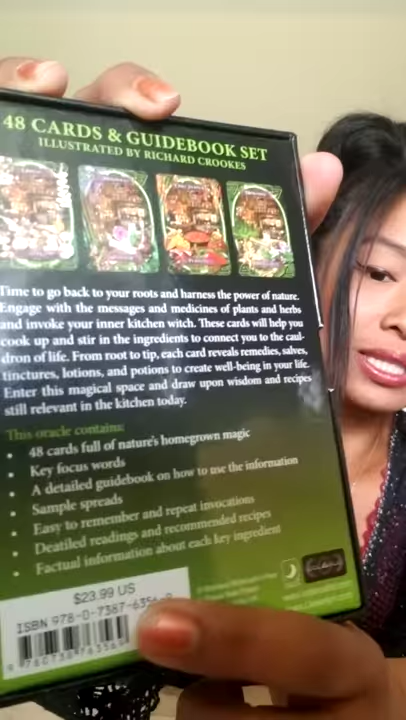 48 CARDS & GUIDEBOOK SET
ILLUSTRATED BY RICHARD CROOKES
Time to go back to your roots and harness the power of nature.
Engage with the messages and medicines of plants and herbs
and invoke your inner kitchen witch. These cards will help you
cook up and stir in the ingredients to connect you to the caul-
dron of life. From root to tip, each card reveals remedies, salves,
tinctures, lotions, and potions to create well-being in your life.
Enter this magical space and draw upon wisdom and recipes
still relevant in the kitchen today.
This oracle contains:
• 48 cards full of nature's homegrown magic
• Key focus words
• A detailed guidebook on how to use the information
• Sample spreads
• Easy to remember and repeat invocations
• Deatiled readings and recommended recipes
• Factual information about each key ingredient
$23.99 US
ISBN 978-0-7387-6356-9